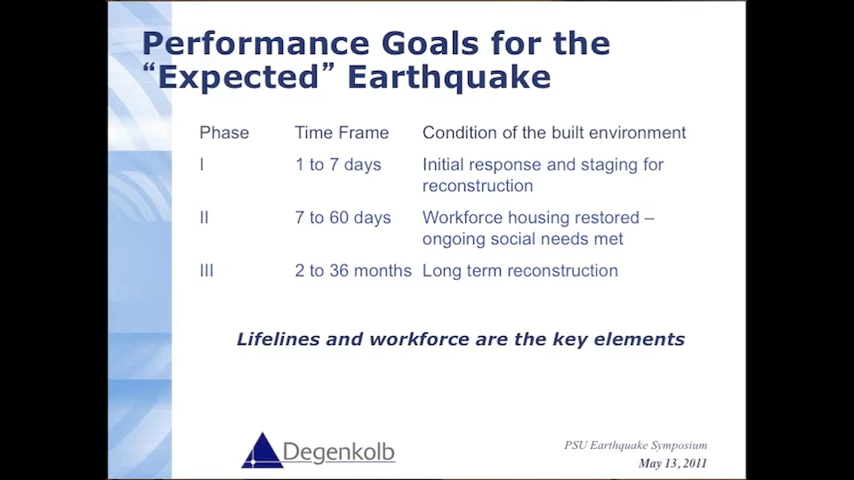 Performance Goals for the
“Expected” Earthquake
Phase Time Frame Condition of the built environment
I 1 to 7 days Initial response and staging for
reconstruction
II 7 to 60 days Workforce housing restored –
ongoing social needs met
III 2 to 36 months Long term reconstruction
Lifelines and workforce are the key elements
Degenkolb
PSU Earthquake Symposium
May 13, 2011